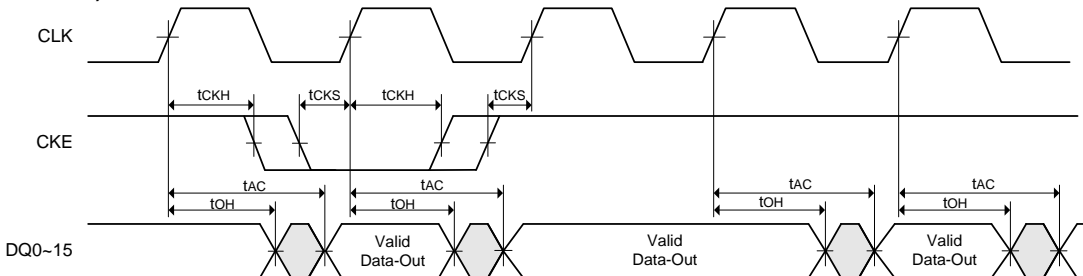 CLK
tCKH
tCKS
tCKH
tCKS
CKE
tAC
tAC
tAC
tAC
tOH
tOH
tOH
tOH
DQ0~15
Valid
Data-Out
Valid
Data-Out
Valid
Data-Out